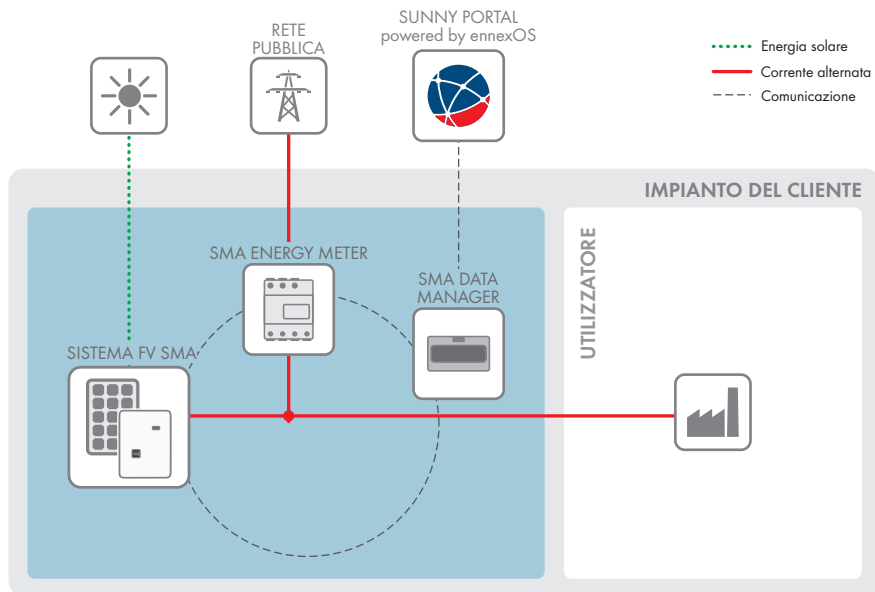 SUNNY PORTAL
powered by ennexOS
RETE
PUBBLICA
Energia solare
Corrente alternata
Comunicazione
IMPIANTO DEL CLIENTE
UTILIZZATORE
SMA ENERGY METER
SMA DATA
MANAGER
SISTEMA FV SMA